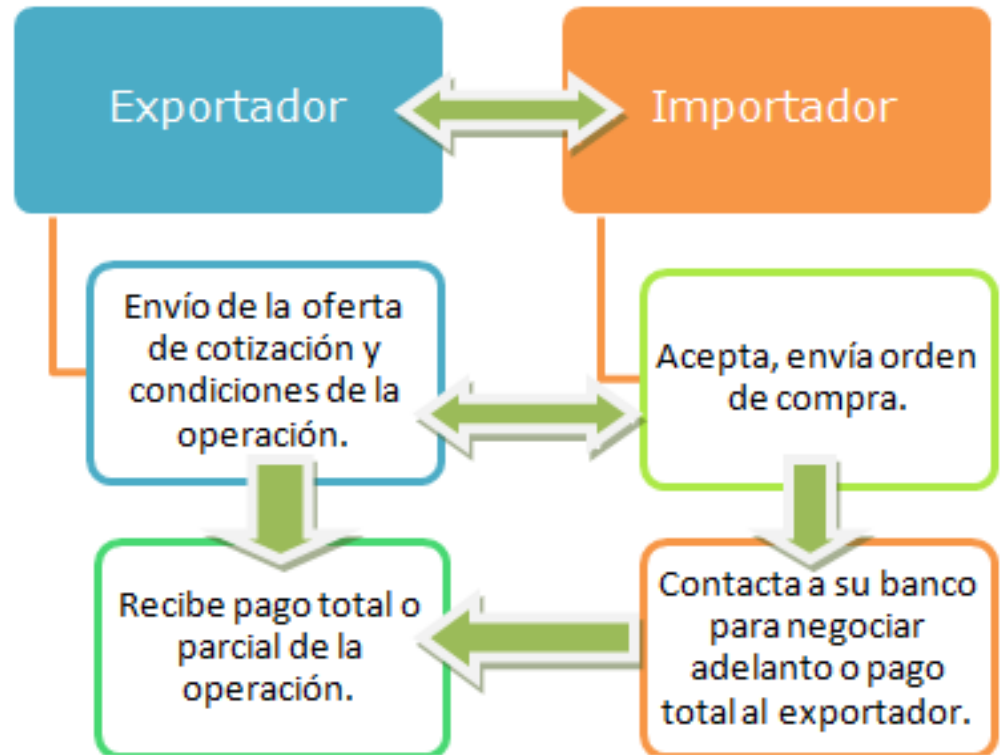 Exportador
Importador
Envío de la oferta
de cotización y
condiciones de la
operación.
Acepta, envía orden
de compra.
Recibe pago total o
parcial de la
operación.
Contacta a su banco
para negociar
adelanto o pago
total al exportador.